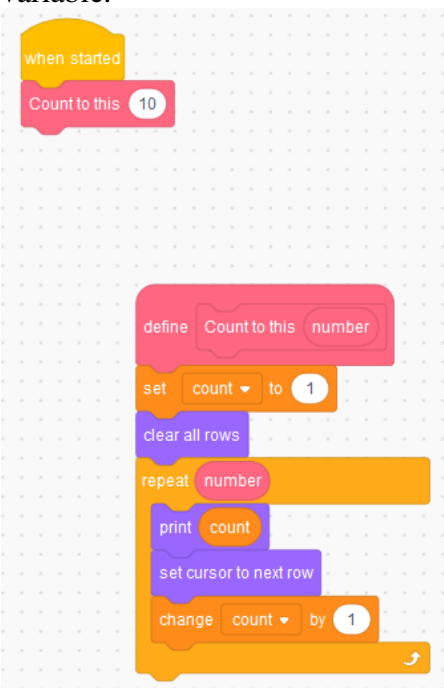 variable.
when started
Count to this 10
define Count to this number
set count to 1
clear all rows
repeat number
print count
set cursor to next row
change count by 1